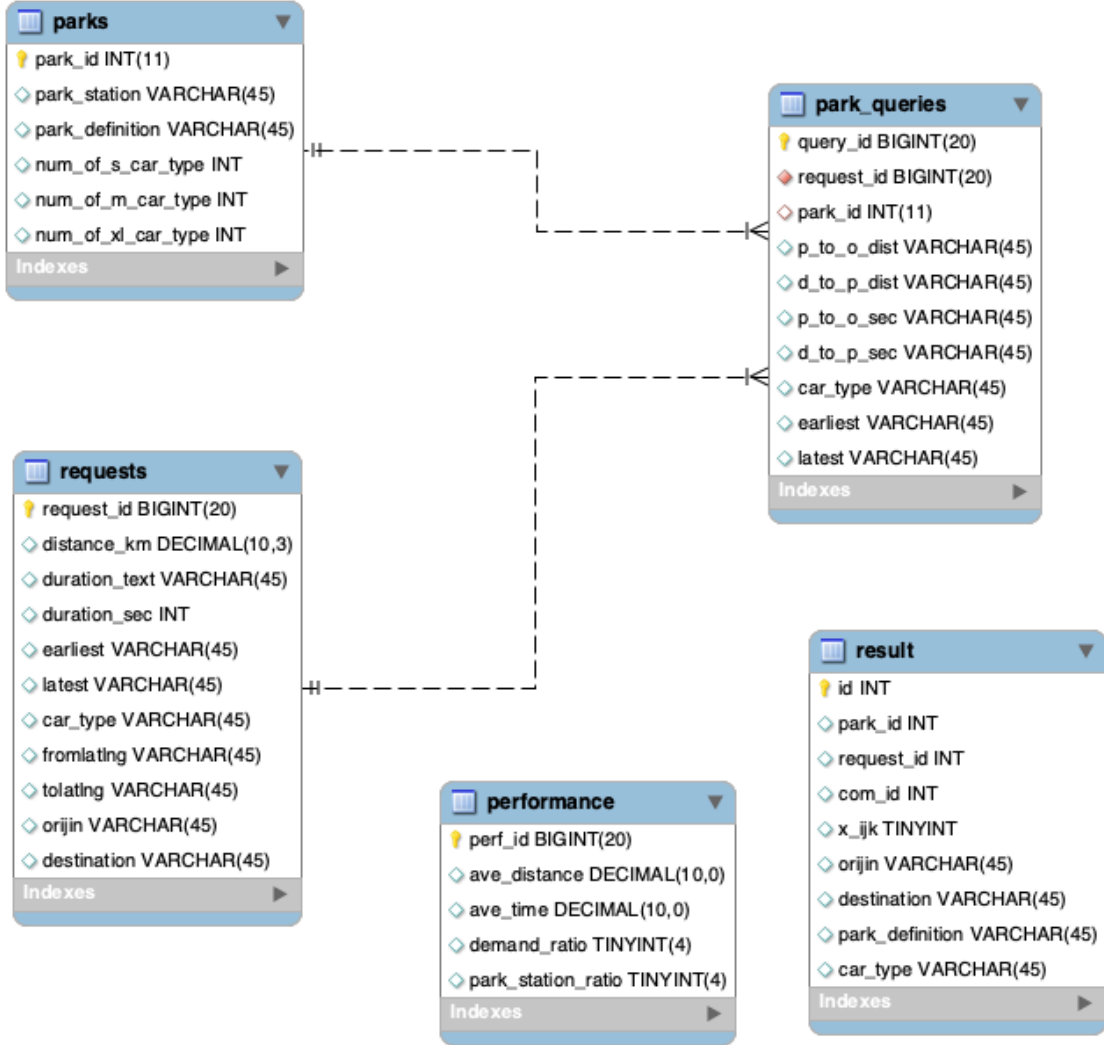 parks
park_id INT(11)
park_station VARCHAR(45)
park_definition VARCHAR(45)
num_of_s_car_type INT
num_of_m_car_type INT
num_of_xl_car_type INT
Indexes
park_queries
query_id BIGINT(20)
request_id BIGINT(20)
park_id INT(11)
p_to_o_dist VARCHAR(45)
d_to_p_dist VARCHAR(45)
p_to_o_sec VARCHAR(45)
d_to_p_sec VARCHAR(45)
car_type VARCHAR(45)
earliest VARCHAR(45)
latest VARCHAR(45)
Indexes
requests
request_id BIGINT(20)
distance_km DECIMAL(10,3)
duration_text VARCHAR(45)
duration_sec INT
earliest VARCHAR(45)
latest VARCHAR(45)
car_type VARCHAR(45)
fromlatlng VARCHAR(45)
tolatlng VARCHAR(45)
orijin VARCHAR(45)
destination VARCHAR(45)
Indexes
performance
perf_id BIGINT(20)
ave_distance DECIMAL(10,0)
ave_time DECIMAL(10,0)
demand_ratio TINYINT(4)
park_station_ratio TINYINT(4)
Indexes
result
id INT
park_id INT
request_id INT
com_id INT
x_ijk TINYINT
orijin VARCHAR(45)
destination VARCHAR(45)
park_definition VARCHAR(45)
car_type VARCHAR(45)
Indexes